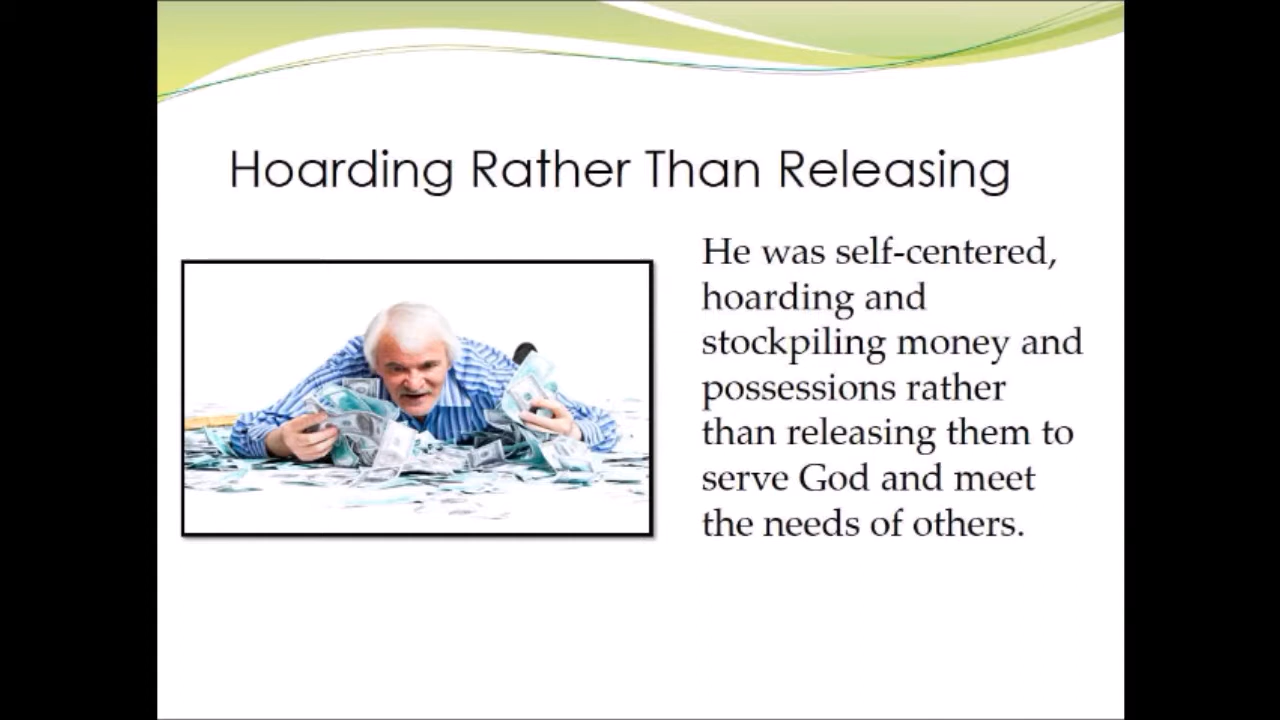 Hoarding Rather Than Releasing
He was self-centered,
hoarding and
stockpiling money and
possessions rather
than releasing them to
serve God and meet
the needs of others.